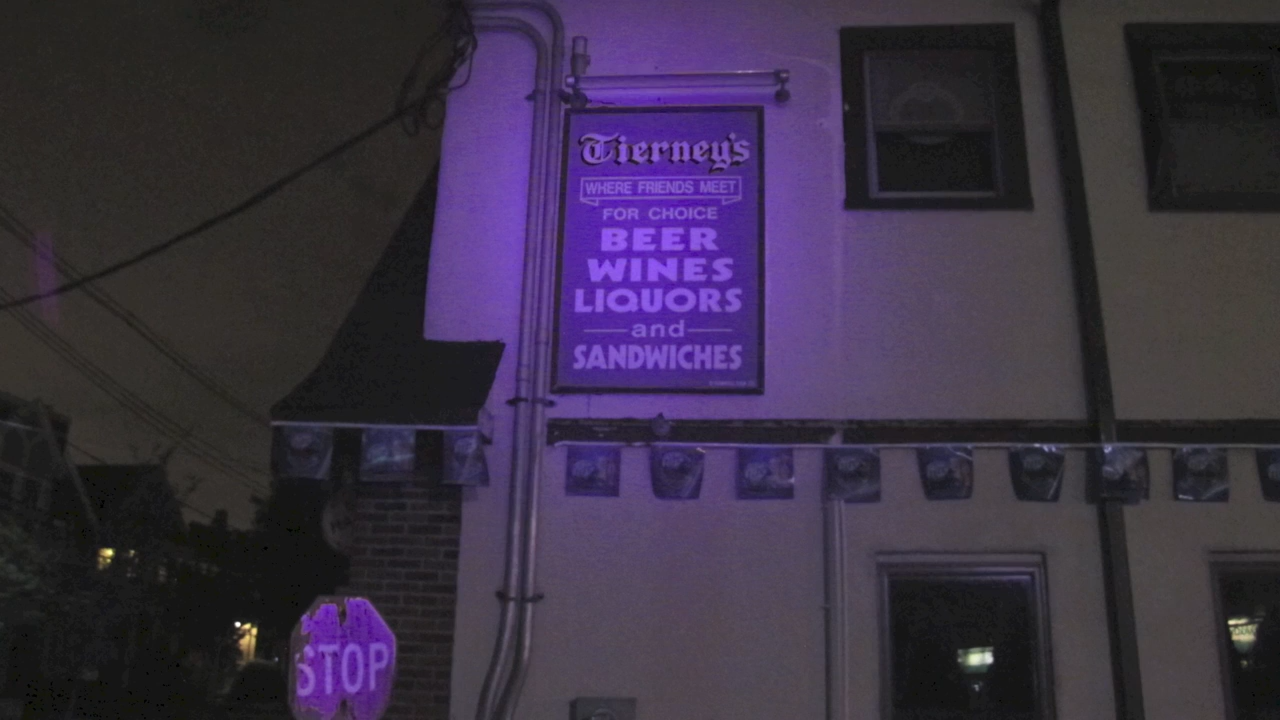 Tierney's
WHERE FRIENDS MEET
FOR CHOICE
BEER
WINES
LIQUORS
and
SANDWICHES
STOP